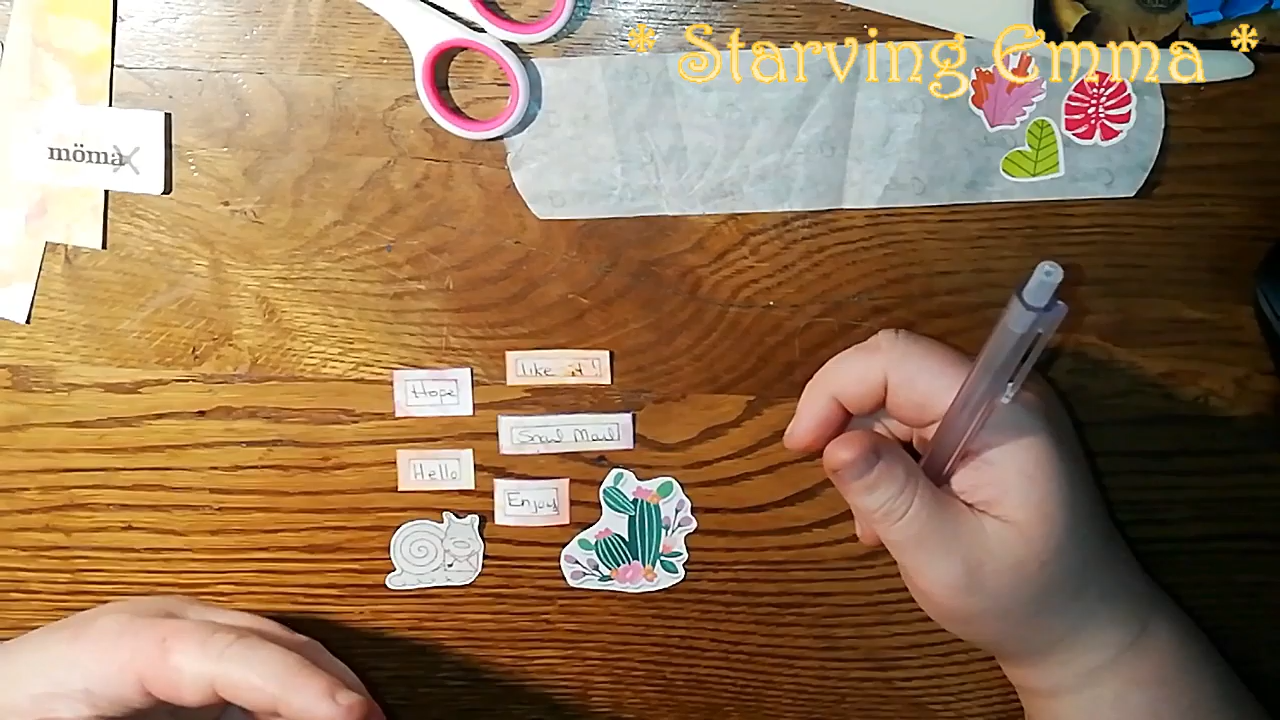 * Starving Emma *
möma
like it!
Hope
Snail Mail
Hello
Enjoy